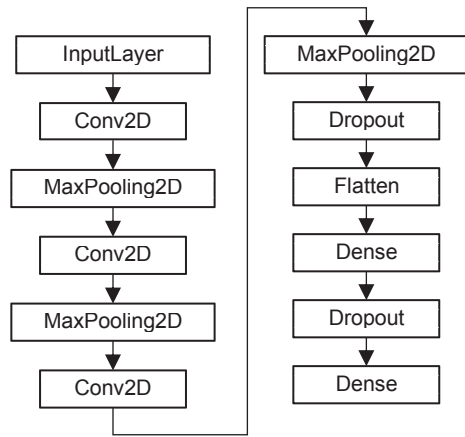 InputLayer
Conv2D
MaxPooling2D
Conv2D
MaxPooling2D
Conv2D
MaxPooling2D
Dropout
Flatten
Dense
Dropout
Dense